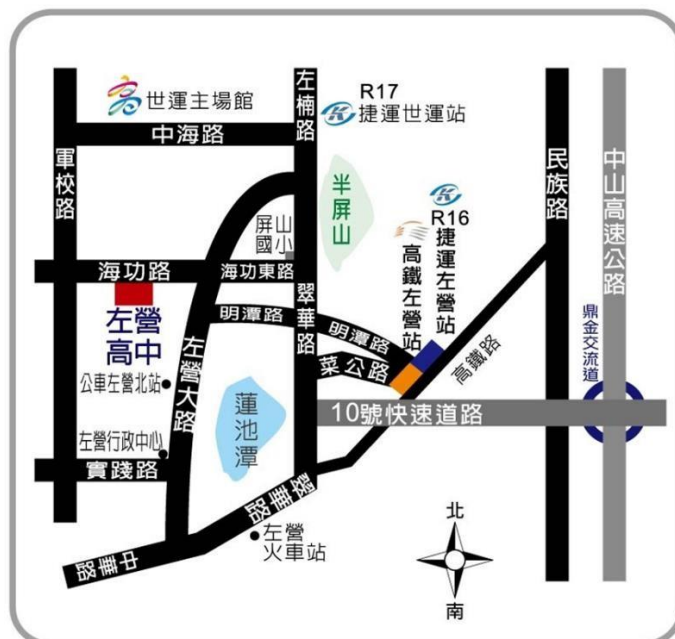 左楠路
R17
世運主場館
捷運世運站
中海路
軍校路
民族路
中山高速公路
半屏山
屏山
國小
R16
捷運左營站
高鐵左營站
海功路
海功東路
翠華路
明潭路
明潭路
左營
高中
左營大路
高鐵路
鼎金交流道
菜公路
公車左營北站
蓮池潭
10號快速道路
左營行政中心
實踐路
翠華路
左營
火車站
中華路
北
南